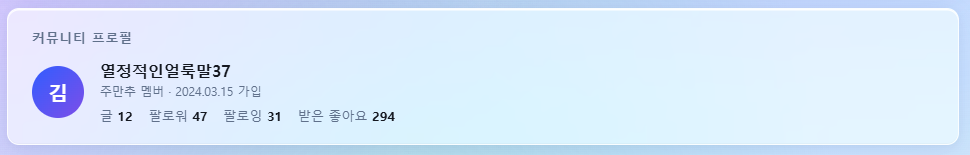 커뮤니티 프로필
김
열정적인얼룩말37
주만추 멤버 · 2024.03.15 가입
글 12 팔로워 47 팔로잉 31 받은 좋아요 294